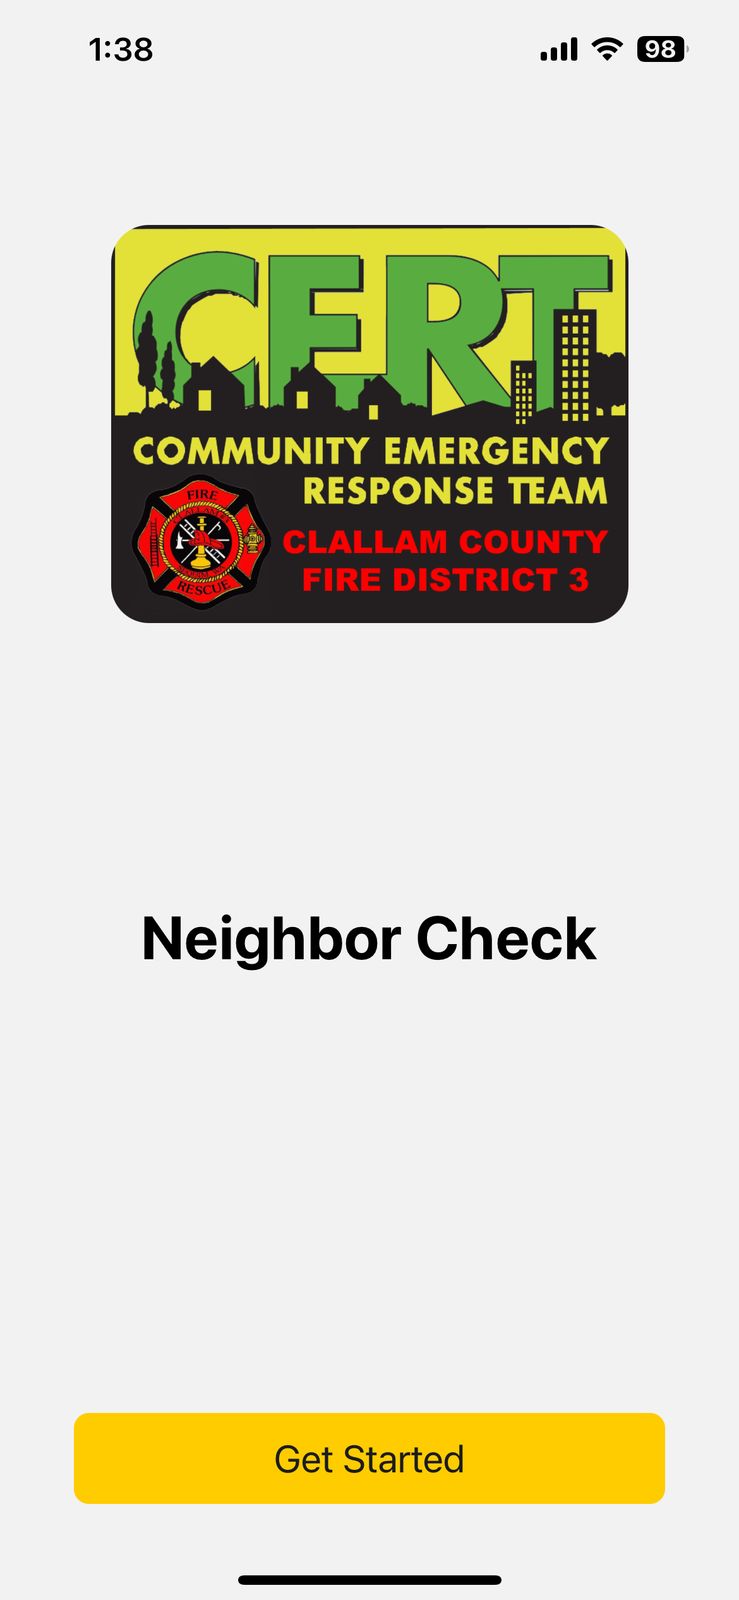 1:38
98
CERT
COMMUNITY EMERGENCY
RESPONSE TEAM
FIRE
RESCUE
CLALLAM COUNTY
FIRE DISTRICT 3
Neighbor Check
Get Started